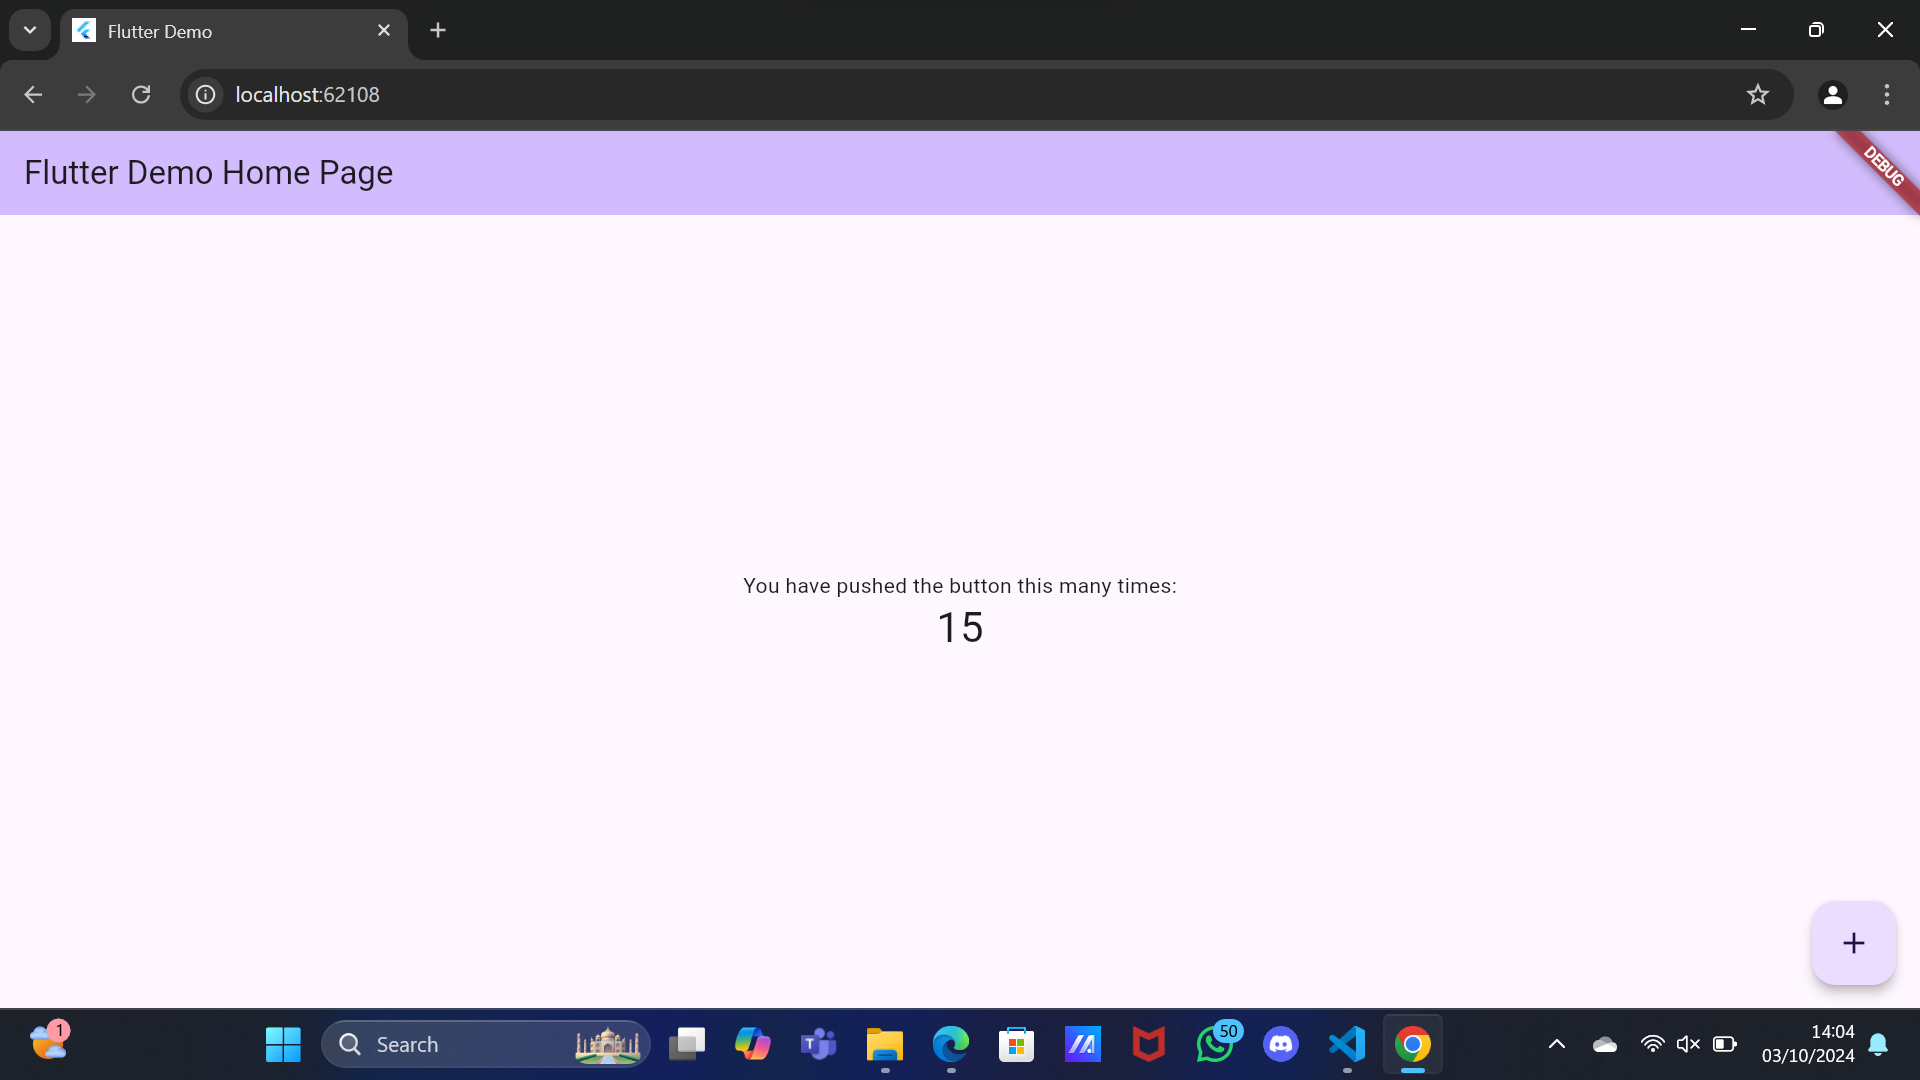 Flutter Demo
localhost:62108
Flutter Demo Home Page
DEBUG
You have pushed the button this many times:
15
1
Search
T
50
14:04
03/10/2024